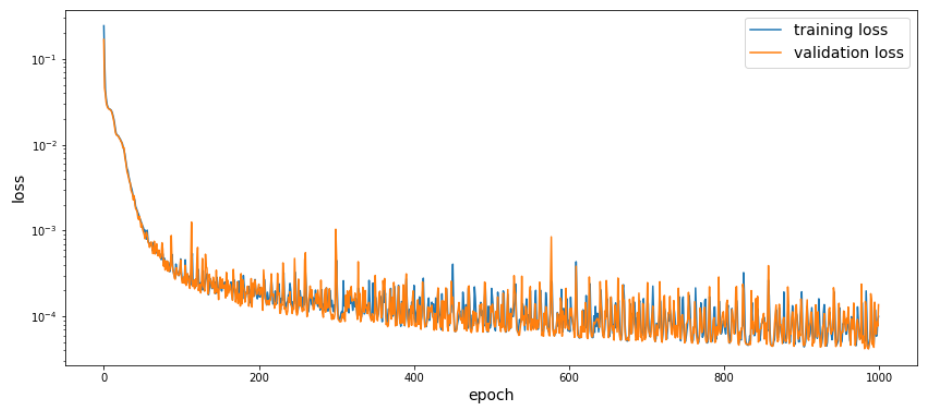 training loss
validation loss
10⁻¹
10⁻²
10⁻³
10⁻⁴
loss
0 200 400 600 800 1000
epoch